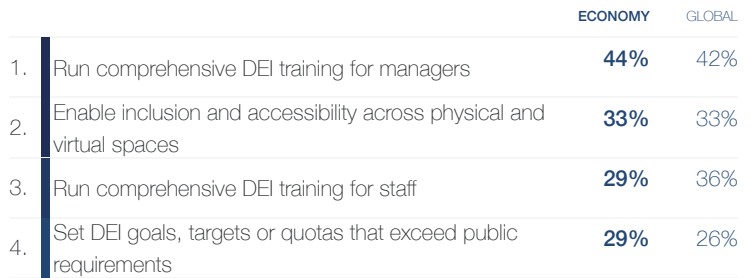 ECONOMY GLOBAL
1. Run comprehensive DEI training for managers 44% 42%
2. Enable inclusion and accessibility across physical and
virtual spaces 33% 33%
3. Run comprehensive DEI training for staff 29% 36%
4. Set DEI goals, targets or quotas that exceed public
requirements 29% 26%